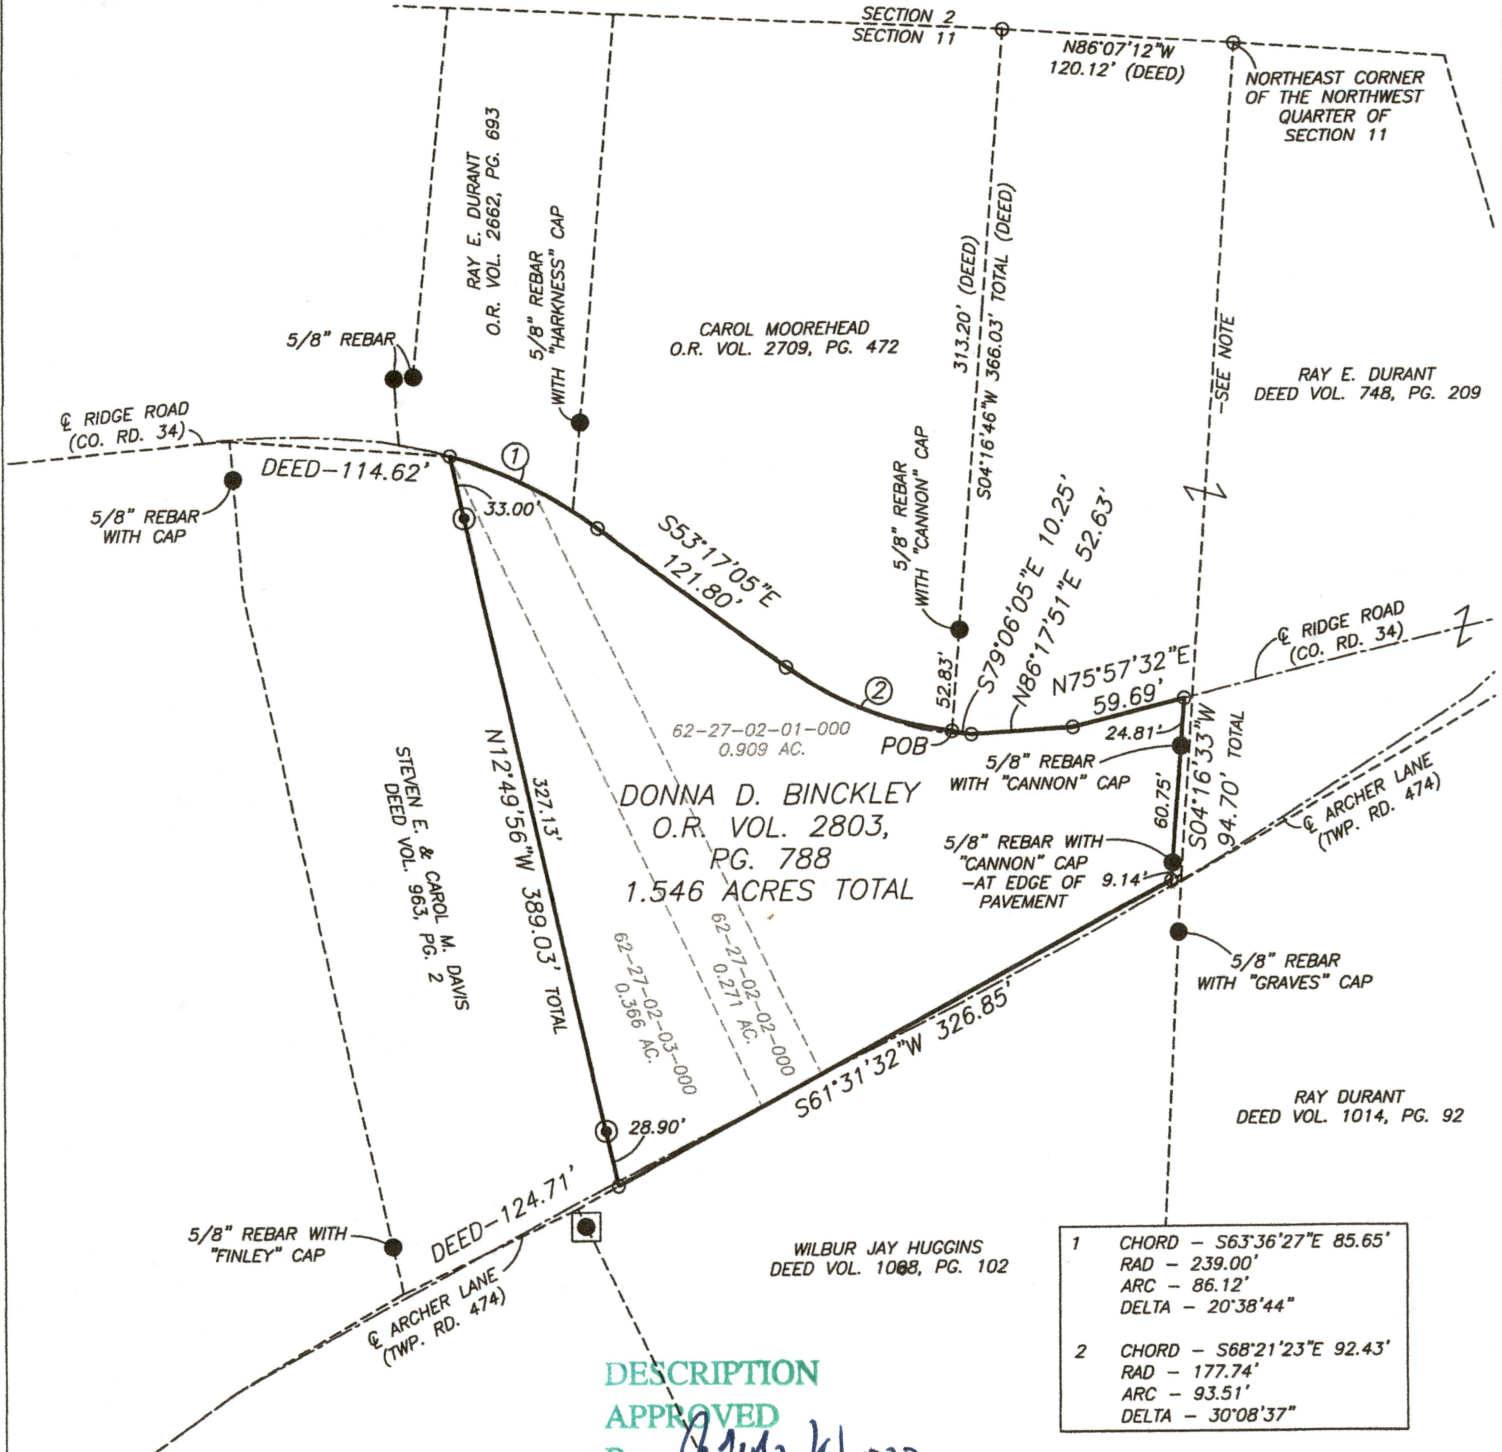 SECTION 2
SECTION 11
N86°07'12"W
120.12' (DEED)
NORTHEAST CORNER
OF THE NORTHWEST
QUARTER OF
SECTION 11
RAY E. DURANT
O.R. VOL. 2662, PG. 693
5/8" REBAR
WITH "HARKNESS" CAP
5/8" REBAR
CAROL MOOREHEAD
O.R. VOL. 2709, PG. 472
313.20' (DEED)
S04°16'46"W 366.03' TOTAL (DEED)
SEE NOTE
RAY E. DURANT
DEED VOL. 748, PG. 209
℄ RIDGE ROAD
(CO. RD. 34)
DEED-114.62'
1
33.00'
5/8" REBAR
WITH CAP
S53°17'05"E
121.80'
5/8" REBAR
WITH "CANNON" CAP
52.83'
S79°06'05"E 10.25'
N86°17'51"E 52.63'
N75°57'32"E
59.69'
℄ RIDGE ROAD
(CO. RD. 34)
2
62-27-02-01-000
0.909 AC.
POB
24.81'
5/8" REBAR
WITH "CANNON" CAP
S04°16'33"W
94.70' TOTAL
60.75'
℄ ARCHER LANE
(TWP. RD. 474)
STEVEN E. & CAROL M. DAVIS
DEED VOL. 963, PG. 2
N12°49'56"W 389.03' TOTAL
327.13'
DONNA D. BINCKLEY
O.R. VOL. 2803,
PG. 788
1.546 ACRES TOTAL
5/8" REBAR WITH
"CANNON" CAP
-AT EDGE OF
PAVEMENT
9.14'
62-27-02-02-000
0.271 AC.
62-27-02-03-000
0.366 AC.
5/8" REBAR
WITH "GRAVES" CAP
S61°31'32"W 326.85'
RAY DURANT
DEED VOL. 1014, PG. 92
28.90'
DEED-124.71'
5/8" REBAR WITH
"FINLEY" CAP
℄ ARCHER LANE
(TWP. RD. 474)
WILBUR JAY HUGGINS
DEED VOL. 1068, PG. 102
1 CHORD - S63°36'27"E 85.65'
RAD - 239.00'
ARC - 86.12'
DELTA - 20°38'44"
2 CHORD - S68°21'23"E 92.43'
RAD - 177.74'
ARC - 93.51'
DELTA - 30°08'37"
DESCRIPTION
APPROVED